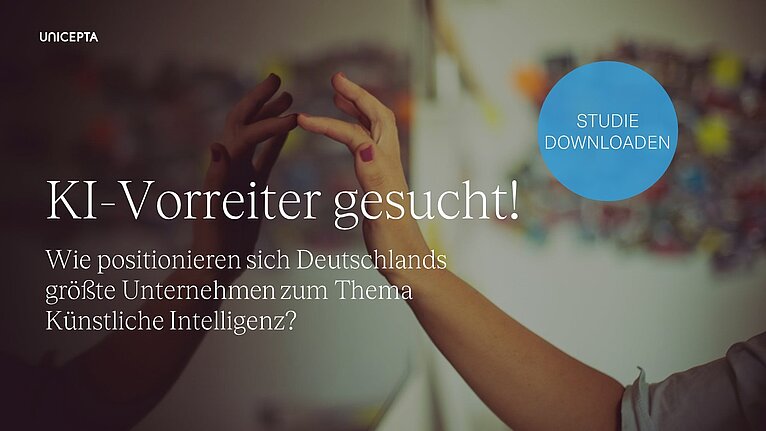 UNICEPTA
STUDIE
DOWNLOADEN
KI-Vorreiter gesucht!
Wie positionieren sich Deutschlands
größte Unternehmen zum Thema
Künstliche Intelligenz?